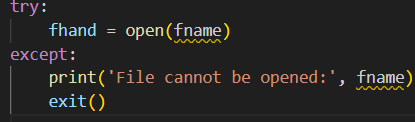 try:
    fhand = open(fname)
except:
    print('File cannot be opened:', fname)
    exit()